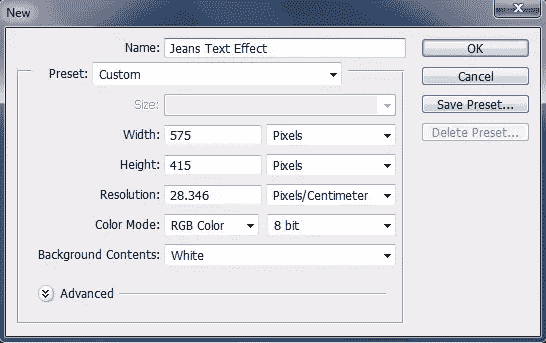 New
Name: Jeans Text Effect
OK
Preset: Custom
Cancel
Size:
Save Preset...
Width: 575 Pixels
Delete Preset...
Height: 415 Pixels
Resolution: 28.346 Pixels/Centimeter
Color Mode: RGB Color 8 bit
Background Contents: White
Advanced